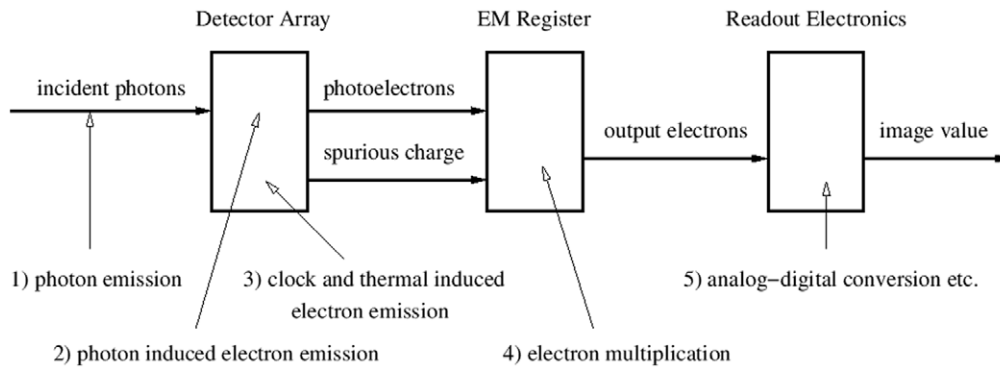 Detector Array
EM Register
Readout Electronics
incident photons
photoelectrons
spurious charge
output electrons
image value
1) photon emission
3) clock and thermal induced
electron emission
5) analog−digital conversion etc.
2) photon induced electron emission
4) electron multiplication